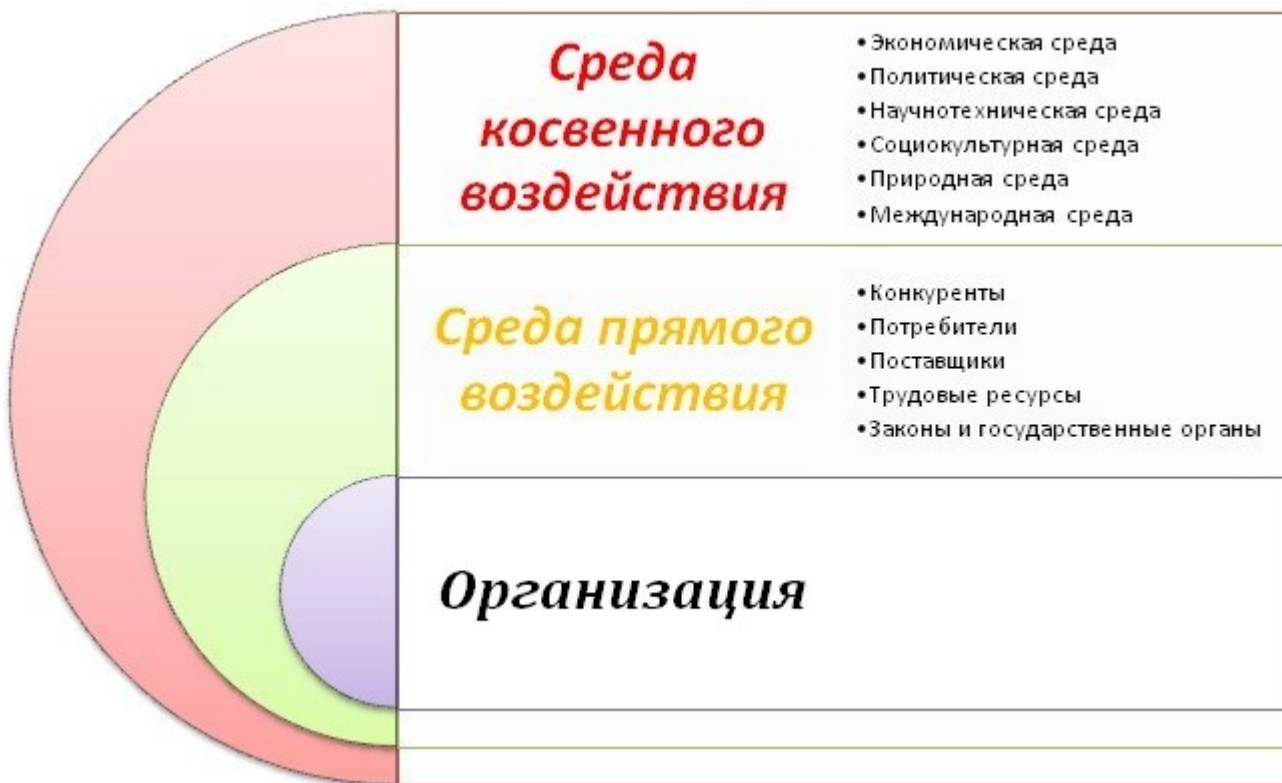 Среда
косвенного
воздействия
•Экономическая среда
•Политическая среда
•Научнотехническая среда
•Социокультурная среда
•Природная среда
•Международная среда
Среда прямого
воздействия
•Конкуренты
•Потребители
•Поставщики
•Трудовые ресурсы
•Законы и государственные органы
Организация